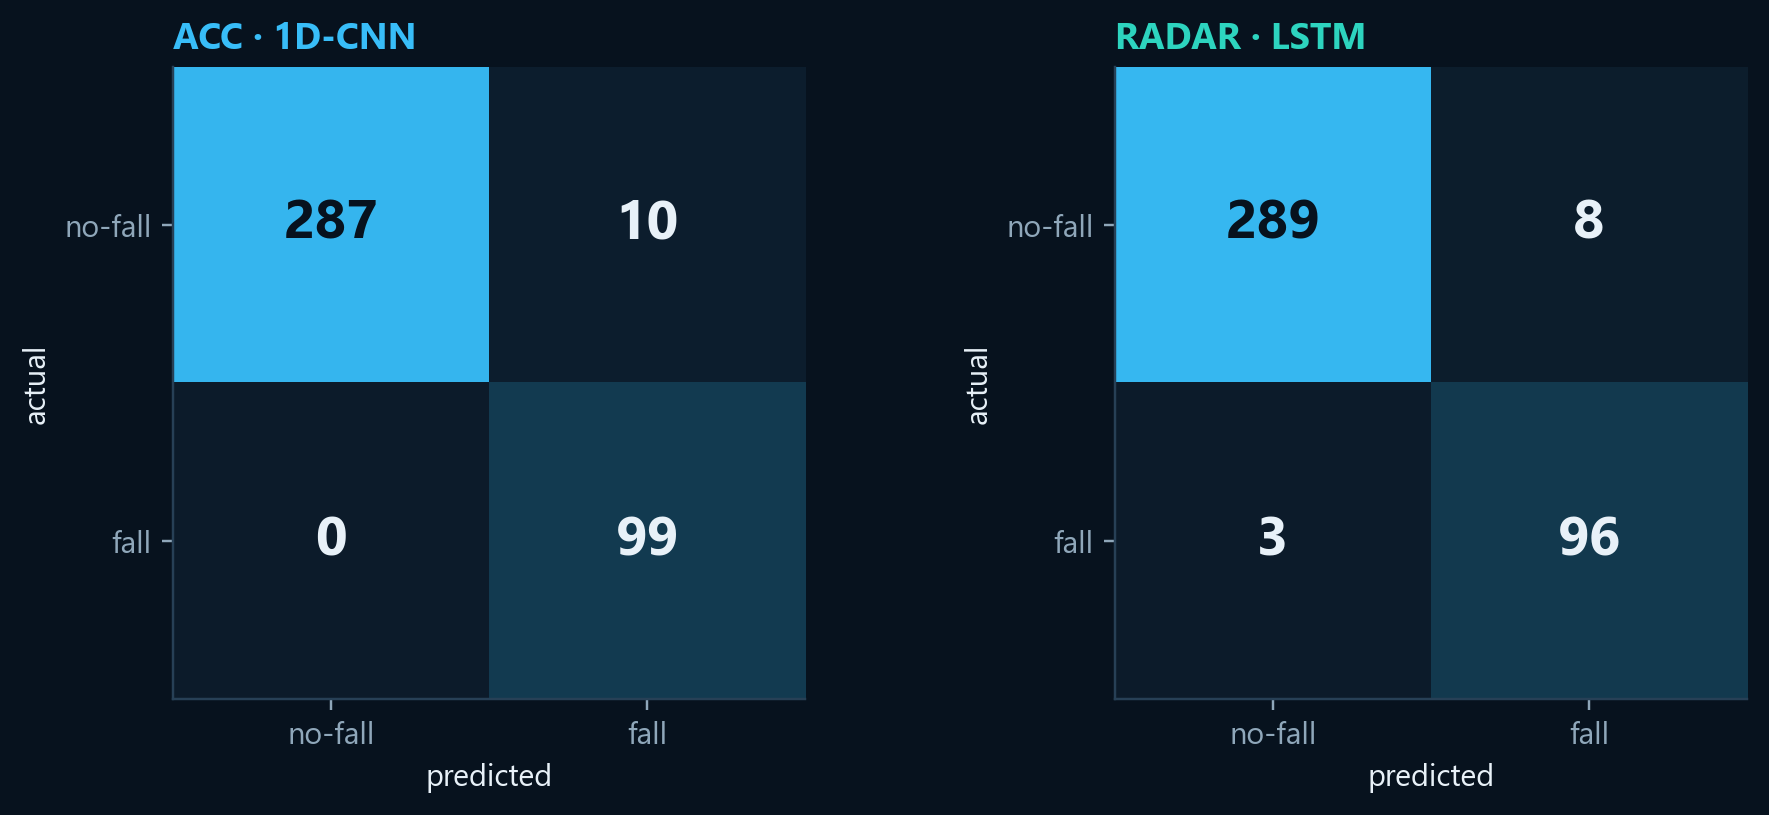 ACC · 1D-CNN
287
10
no-fall
actual
0
99
fall
no-fall
fall
predicted
RADAR · LSTM
289
8
no-fall
actual
3
96
fall
no-fall
fall
predicted